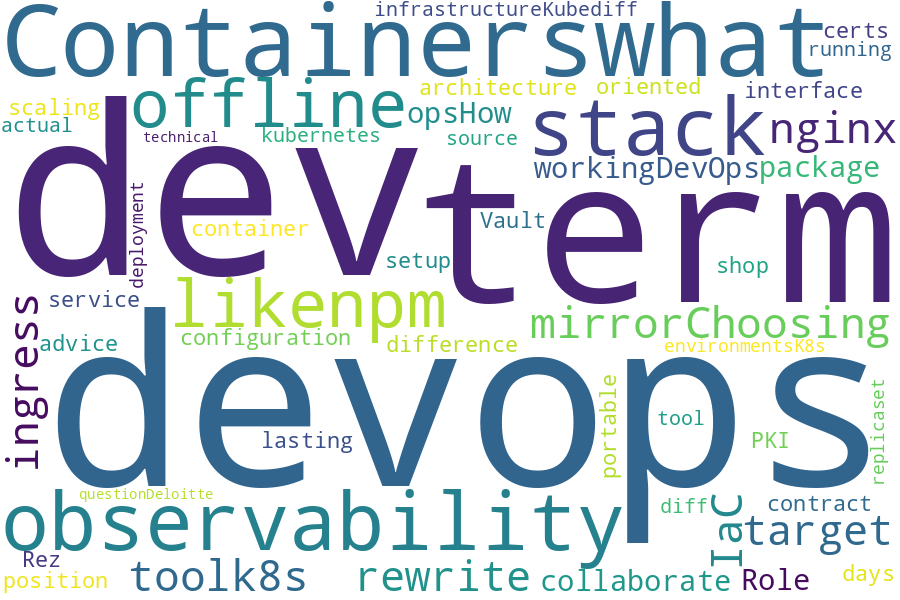 infrastructureKubediff
Containerswhat
certs
running
scaling
offline
architecture
oriented
interface
actual
technical
opsHow
kubernetes
source
stack
nginx
dev
term
workingDevOps
package
deployment
container
Vault
setup
shop
service
likenpm
ingress
advice
configuration
difference
mirrorChoosing
environmentsK8s
devops
lasting
portable
tool
PKI
replicaset
questionDeloitte
observability
diff
IaC
contract
target
Rez
position
toolk8s
rewrite
collaborate
Role
days